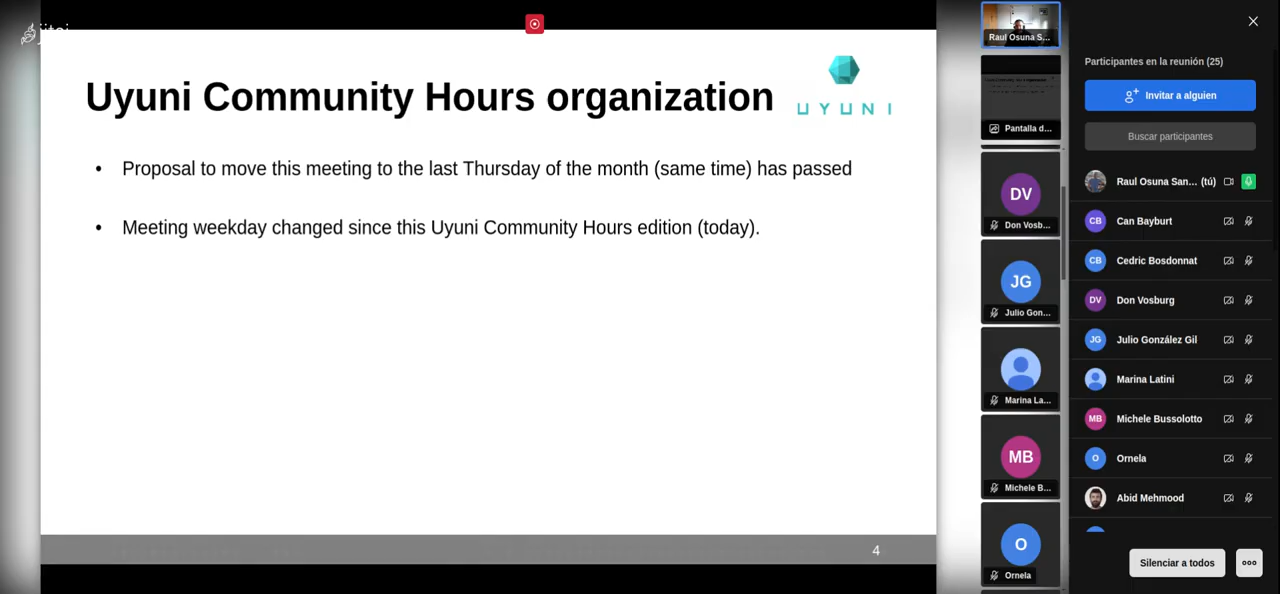 jitsi
Uyuni Community Hours organization
UYUNI
• Proposal to move this meeting to the last Thursday of the month (same time) has passed
• Meeting weekday changed since this Uyuni Community Hours edition (today).
4
Raul Osuna S...
Pantalla d...
DV
Don Vosb...
JG
Julio Gon...
Marina La...
MB
Michele B...
O
Ornela
Participantes en la reunión (25)
Invitar a alguien
Buscar participantes
Raul Osuna San... (tú)
CB Can Bayburt
CB Cedric Bosdonnat
DV Don Vosburg
JG Julio González Gil
Marina Latini
MB Michele Bussolotto
O Ornela
Abid Mehmood
Silenciar a todos